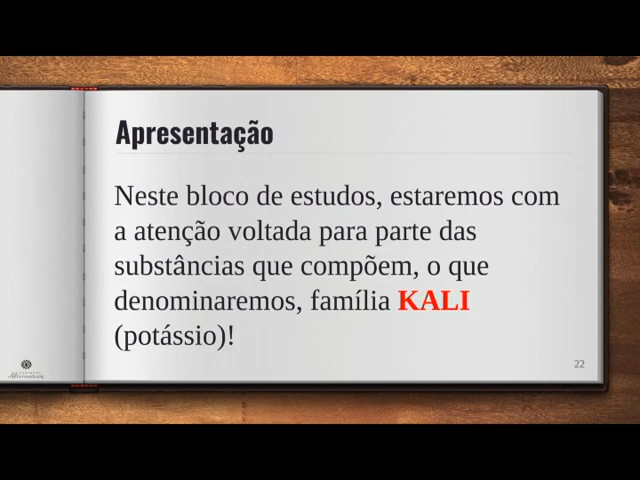 Apresentação
Neste bloco de estudos, estaremos com
a atenção voltada para parte das
substâncias que compõem, o que
denominaremos, família KALI
(potássio)!
22
Alternativa